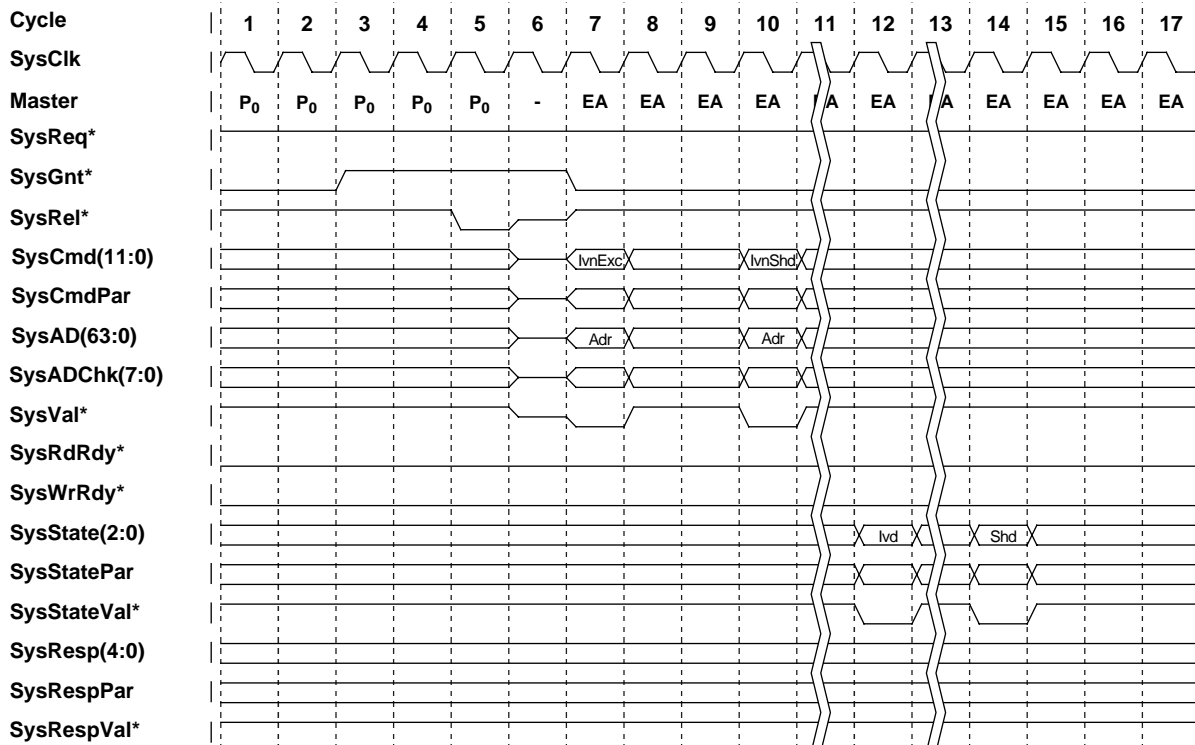 Cycle | 1 2 3 4 5 6 7 8 9 10 11 12 13 14 15 16 17
SysClk |
Master | P0 P0 P0 P0 P0 - EA EA EA EA EA EA EA EA EA EA
SysReq* |
SysGnt* |
SysRel* |
SysCmd(11:0) | IvnExc IvnShd
SysCmdPar |
SysAD(63:0) | Adr Adr
SysADChk(7:0) |
SysVal* |
SysRdRdy* |
SysWrRdy* |
SysState(2:0) | Ivd Shd
SysStatePar |
SysStateVal* |
SysResp(4:0) |
SysRespPar |
SysRespVal* |